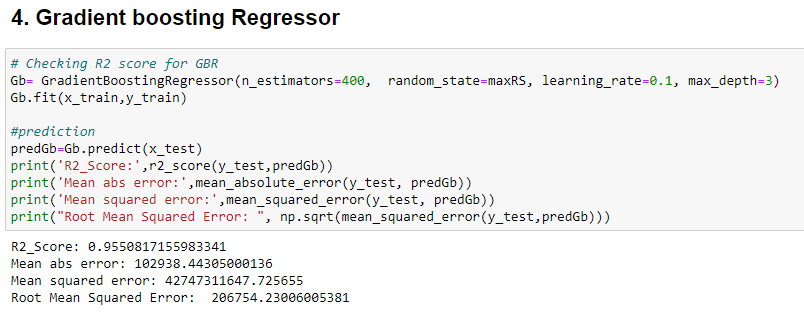 4. Gradient boosting Regressor
# Checking R2 score for GBR
Gb= GradientBoostingRegressor(n_estimators=400,  random_state=maxRS, learning_rate=0.1, max_depth=3)
Gb.fit(x_train,y_train)
#prediction
predGb=Gb.predict(x_test)
print('R2_Score:',r2_score(y_test,predGb))
print('Mean abs error:',mean_absolute_error(y_test, predGb))
print('Mean squared error:',mean_squared_error(y_test, predGb))
print("Root Mean Squared Error: ", np.sqrt(mean_squared_error(y_test,predGb)))
R2_Score: 0.9550817155983341
Mean abs error: 102938.44305000136
Mean squared error: 42747311647.725655
Root Mean Squared Error:  206754.23006005381